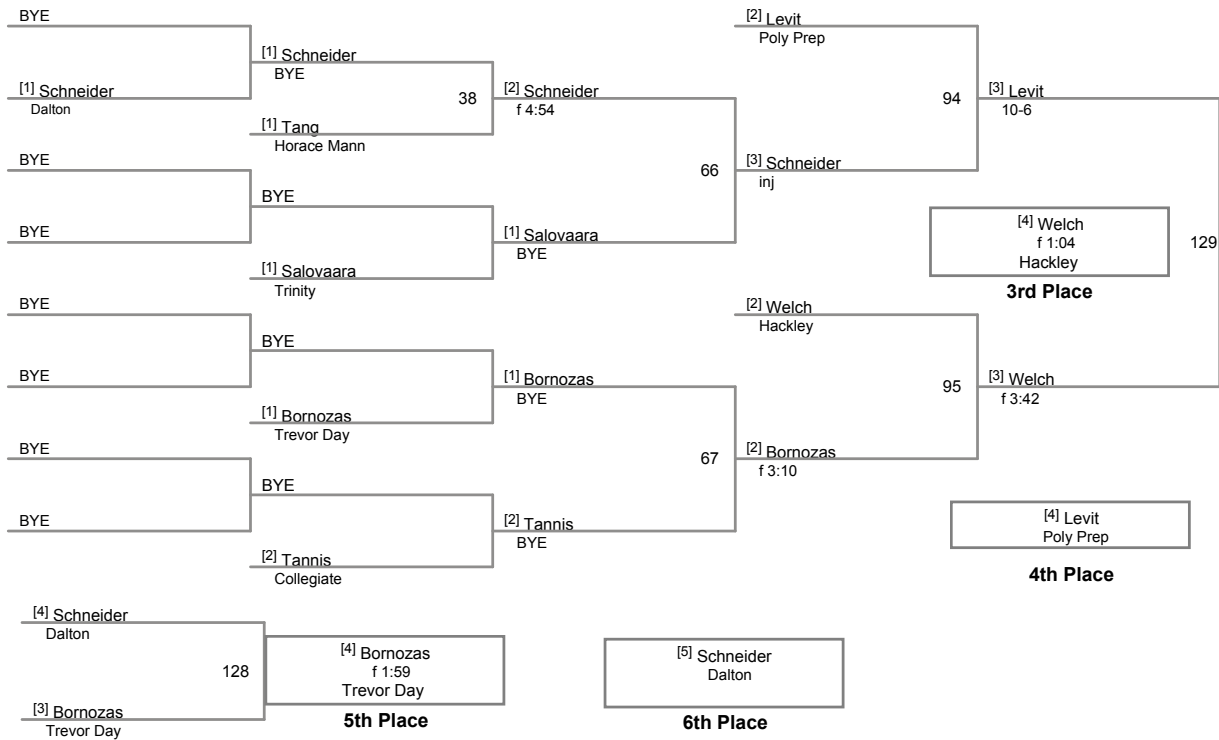 BYE
[1] Schneider
Dalton
BYE
BYE
BYE
BYE
BYE
BYE
[1] Schneider
BYE
[1] Tang
Horace Mann
BYE
[1] Salovaara
Trinity
BYE
[1] Bornozas
Trevor Day
BYE
[2] Tannis
Collegiate
38
[2] Schneider
f 4:54
[1] Salovaara
BYE
[1] Bornozas
BYE
[2] Tannis
BYE
66
67
[2] Levit
Poly Prep
[3] Schneider
inj
[2] Welch
Hackley
[2] Bornozas
f 3:10
94
95
[3] Levit
10-6
[3] Welch
f 3:42
129
[4] Welch
f 1:04
Hackley
3rd Place
[4] Levit
Poly Prep
4th Place
[4] Schneider
Dalton
[3] Bornozas
Trevor Day
128
[4] Bornozas
f 1:59
Trevor Day
5th Place
[5] Schneider
Dalton
6th Place